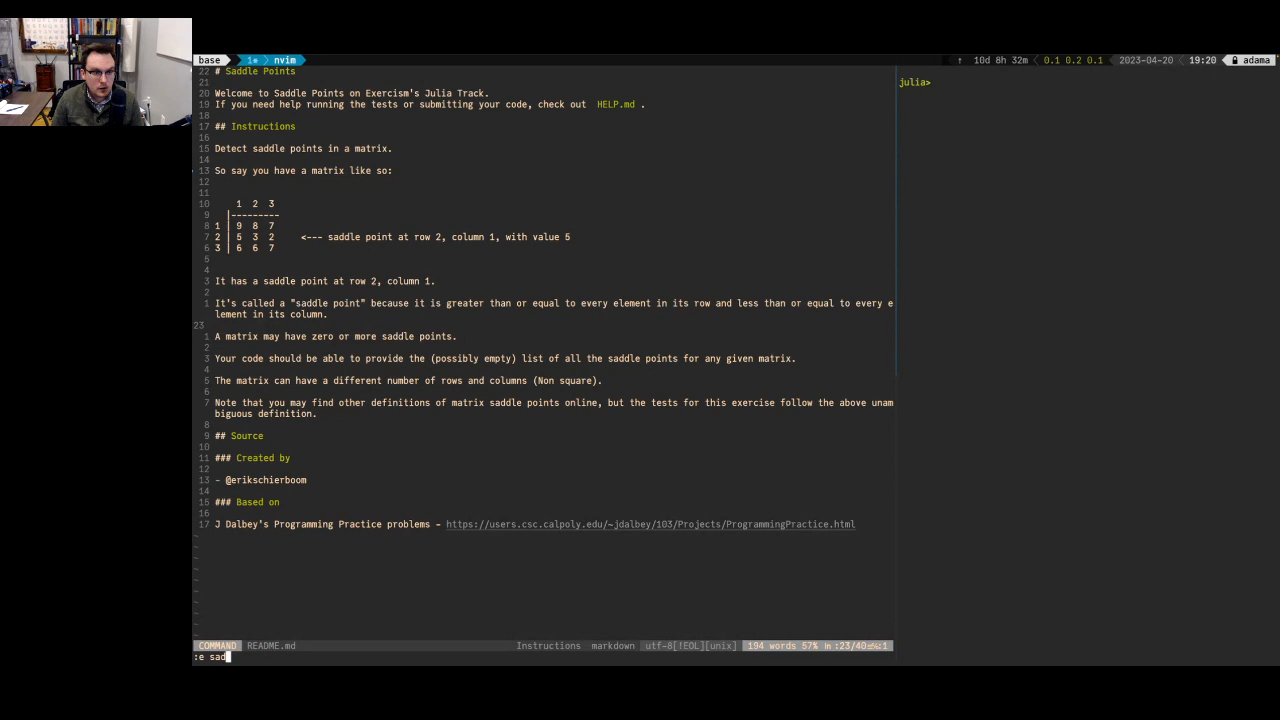 base 1* nvim ↑ 10d 8h 32m 0.1 0.2 0.1 2023-04-20 19:20 adama
22 # Saddle Points
21
20 Welcome to Saddle Points on Exercism's Julia Track.
19 If you need help running the tests or submitting your code, check out HELP.md .
18
17 ## Instructions
16
15 Detect saddle points in a matrix.
14
13 So say you have a matrix like so:
12
11
10 1 2 3
9 |---------
8 1 | 9 8 7
7 2 | 5 3 2 <--- saddle point at row 2, column 1, with value 5
6 3 | 6 6 7
5
4
3 It has a saddle point at row 2, column 1.
2
1 It's called a "saddle point" because it is greater than or equal to every element in its row and less than or equal to every e
lement in its column.
23
1 A matrix may have zero or more saddle points.
2
3 Your code should be able to provide the (possibly empty) list of all the saddle points for any given matrix.
4
5 The matrix can have a different number of rows and columns (Non square).
6
7 Note that you may find other definitions of matrix saddle points online, but the tests for this exercise follow the above unam
biguous definition.
8
9 ## Source
10
11 ### Created by
12
13 - @erikschierboom
14
15 ### Based on
16
17 J Dalbey's Programming Practice problems - https://users.csc.calpoly.edu/~jdalbey/103/Projects/ProgrammingPractice.html
~
~
~
~
~
~
~
~
~
COMMAND README.md Instructions markdown utf-8[!EOL][unix] 194 words 57% :23/40
:e sad
julia>